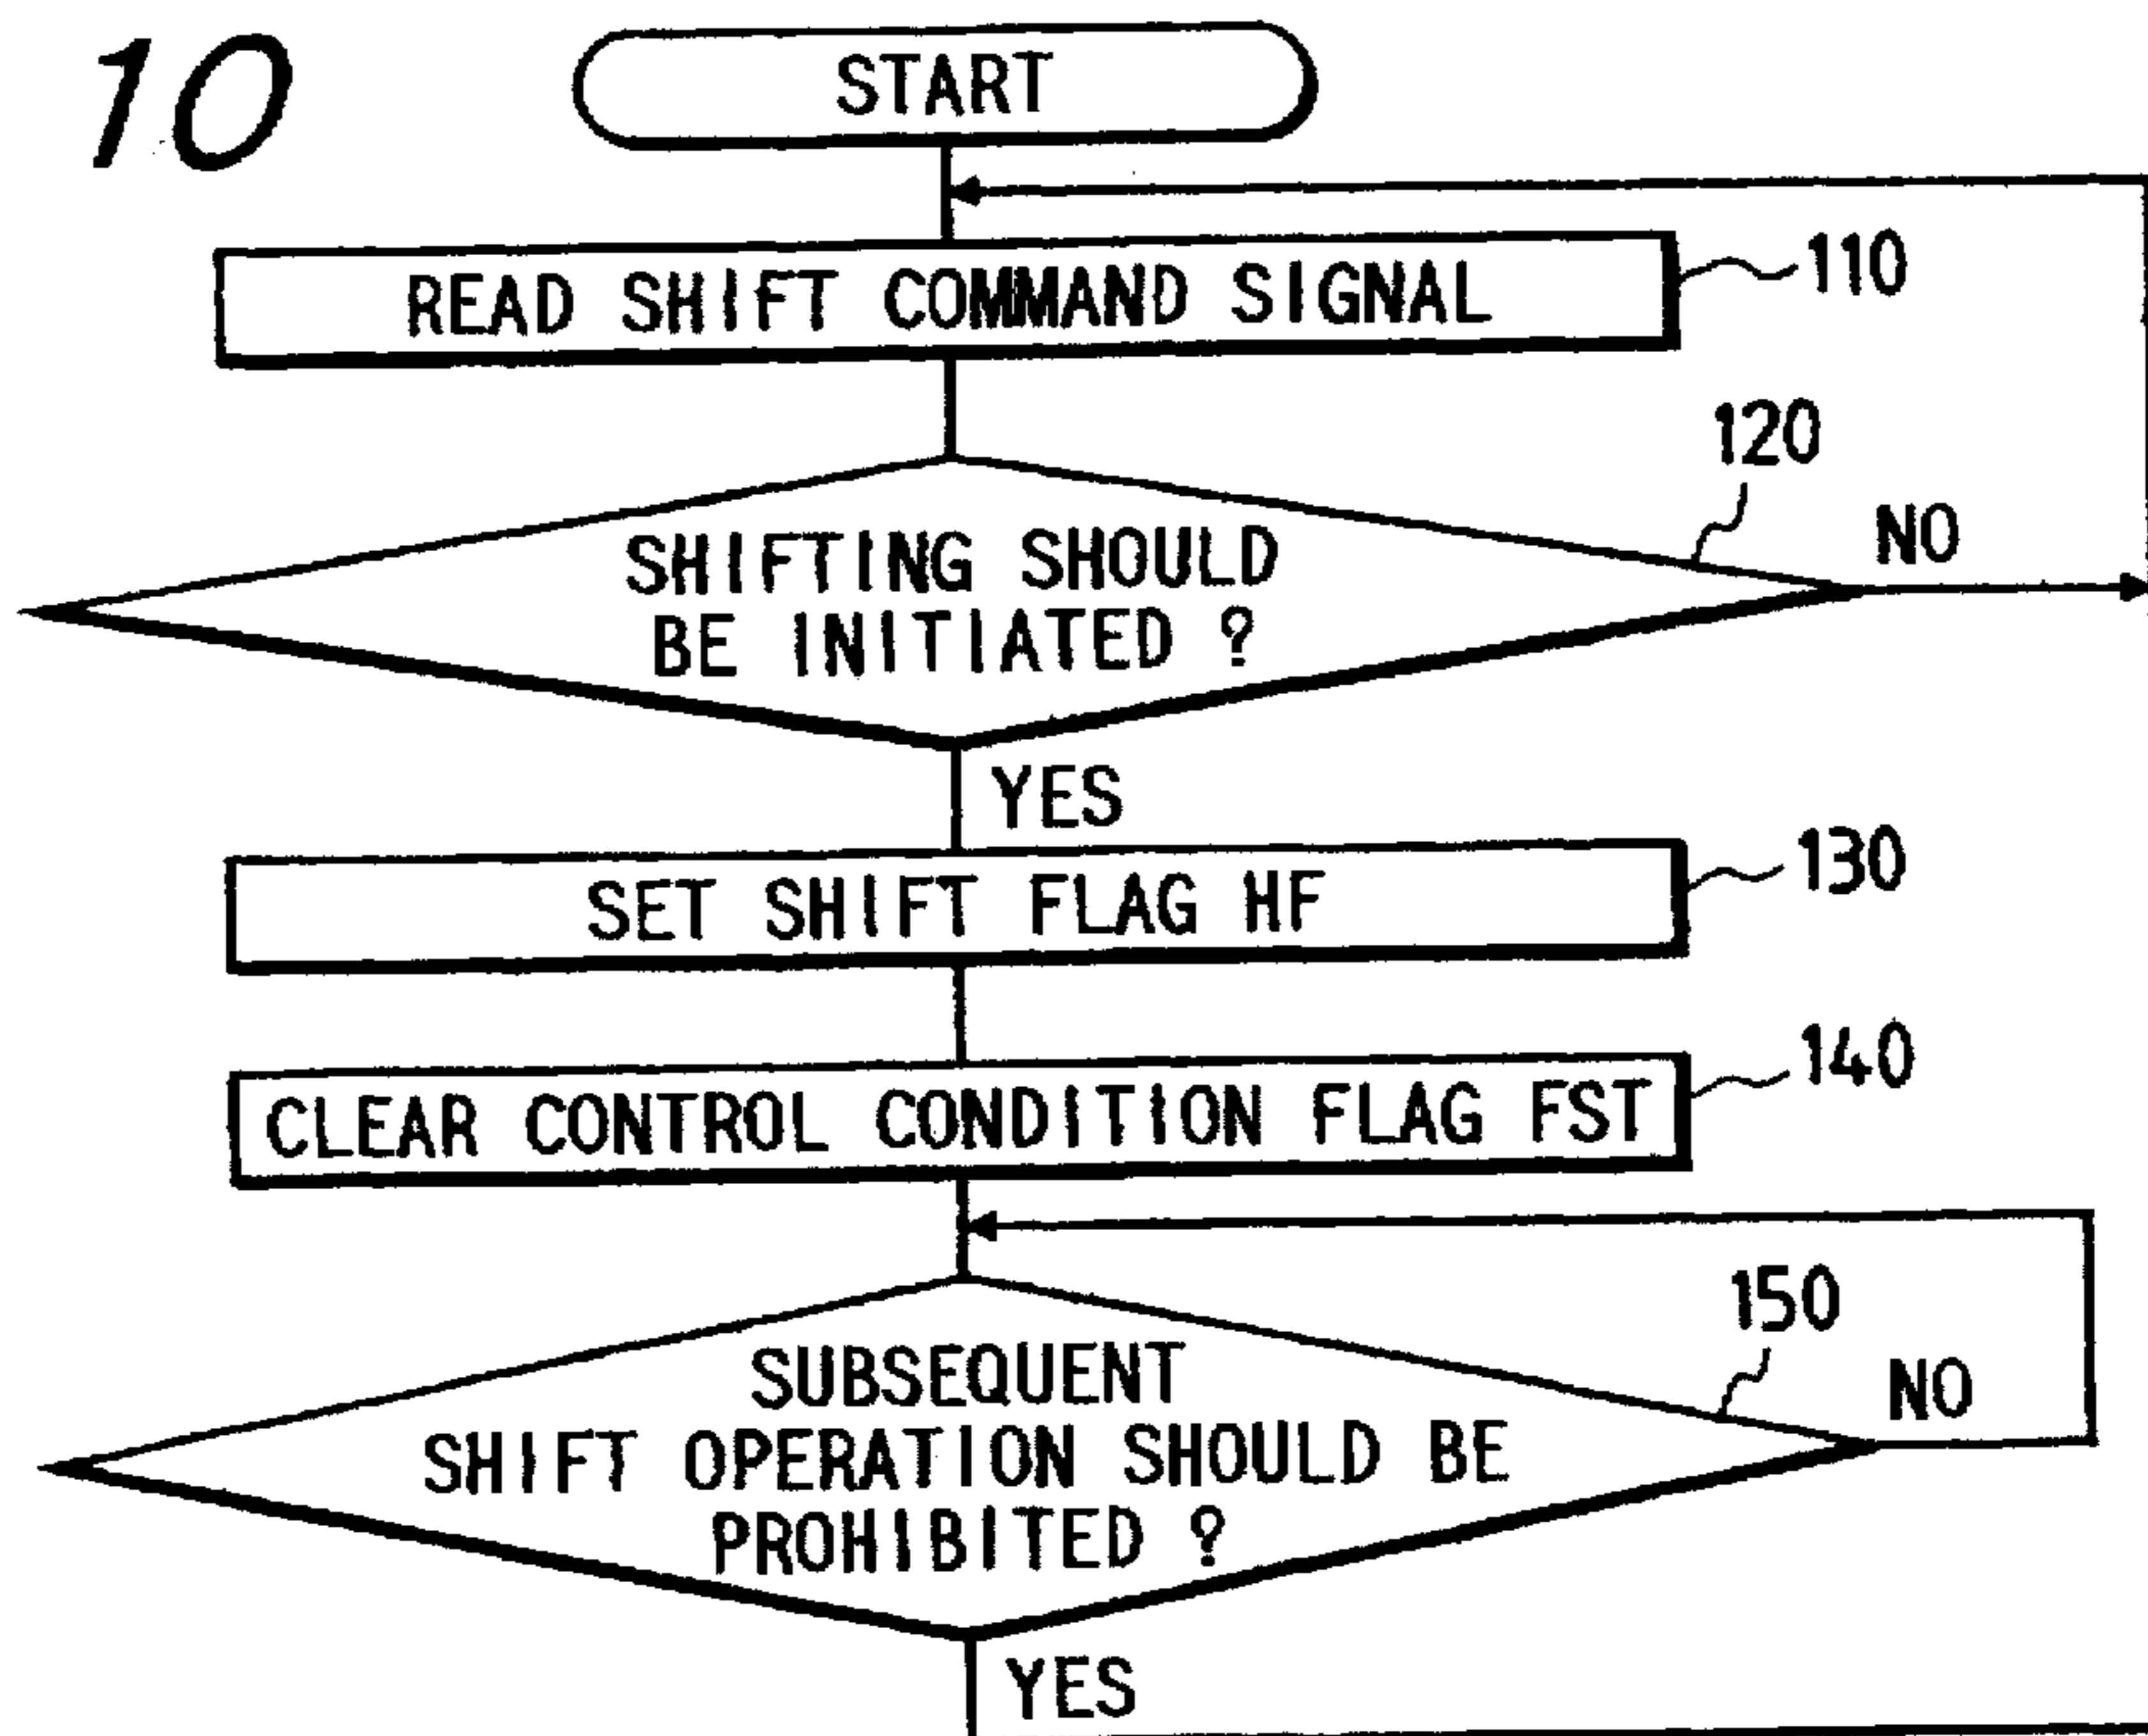 10
START
READ SHIFT COMMAND SIGNAL
110
120
NO
SHIFTING SHOULD
BE INITIATED ?
YES
SET SHIFT FLAG HF
130
CLEAR CONTROL CONDITION FLAG FST
140
150
NO
SUBSEQUENT
SHIFT OPERATION SHOULD BE
PROHIBITED ?
YES